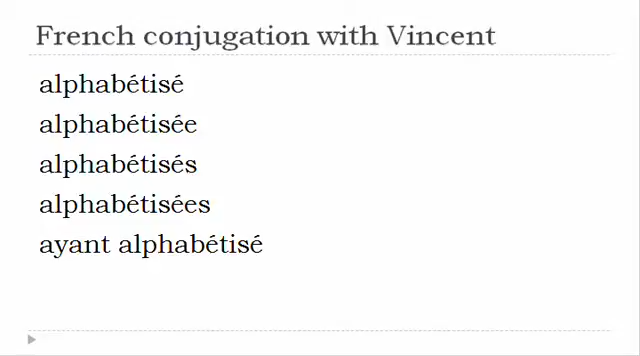 French conjugation with Vincent
alphabétisé
alphabétisée
alphabétisés
alphabétisées
ayant alphabétisé